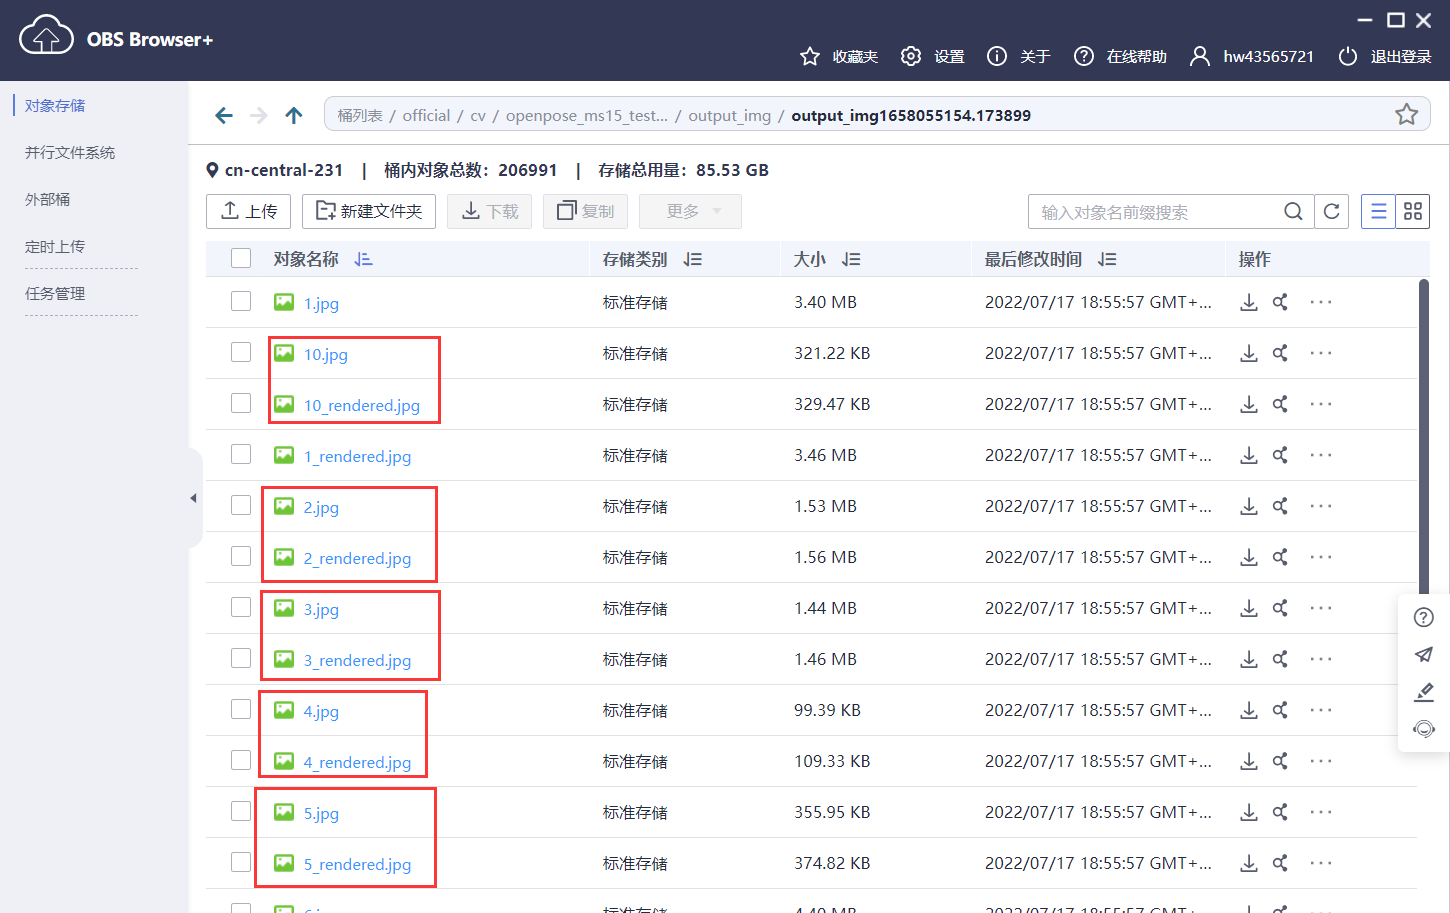 OBS Browser+
收藏夹 设置 关于 在线帮助 hw43565721 退出登录
对象存储
并行文件系统
外部桶
定时上传
任务管理
桶列表 / official / cv / openpose_ms15_test... / output_img / output_img1658055154.173899
cn-central-231 | 桶内对象总数：206991 | 存储总用量：85.53 GB
上传 新建文件夹 下载 复制 更多 输入对象名前缀搜索
对象名称 存储类别 大小 最后修改时间 操作
1.jpg 标准存储 3.40 MB 2022/07/17 18:55:57 GMT+...
10.jpg 标准存储 321.22 KB 2022/07/17 18:55:57 GMT+...
10_rendered.jpg 标准存储 329.47 KB 2022/07/17 18:55:57 GMT+...
1_rendered.jpg 标准存储 3.46 MB 2022/07/17 18:55:57 GMT+...
2.jpg 标准存储 1.53 MB 2022/07/17 18:55:57 GMT+...
2_rendered.jpg 标准存储 1.56 MB 2022/07/17 18:55:57 GMT+...
3.jpg 标准存储 1.44 MB 2022/07/17 18:55:57 GMT+...
3_rendered.jpg 标准存储 1.46 MB 2022/07/17 18:55:57 GMT+...
4.jpg 标准存储 99.39 KB 2022/07/17 18:55:57 GMT+...
4_rendered.jpg 标准存储 109.33 KB 2022/07/17 18:55:57 GMT+...
5.jpg 标准存储 355.95 KB 2022/07/17 18:55:57 GMT+...
5_rendered.jpg 标准存储 374.82 KB 2022/07/17 18:55:57 GMT+...